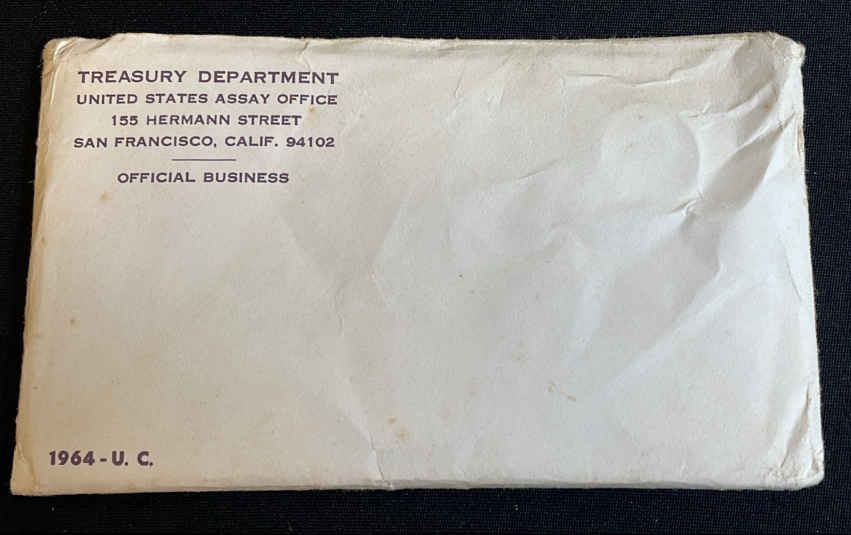 TREASURY DEPARTMENT
UNITED STATES ASSAY OFFICE
155 HERMANN STREET
SAN FRANCISCO, CALIF. 94102
OFFICIAL BUSINESS
1964-U. C.